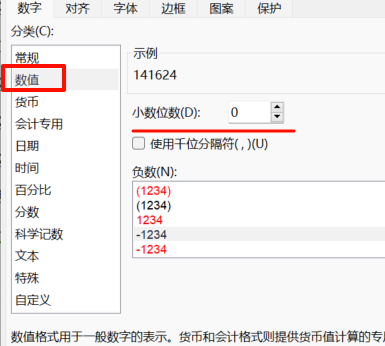 数字 对齐 字体 边框 图案 保护
分类(C):
常规
数值
货币
会计专用
日期
时间
百分比
分数
科学记数
文本
特殊
自定义
示例
141624
小数位数(D): 0
使用千位分隔符( , )(U)
负数(N):
(1234)
(1234)
1234
-1234
-1234
数值格式用于一般数字的表示。货币和会计格式则提供货币值计算的专